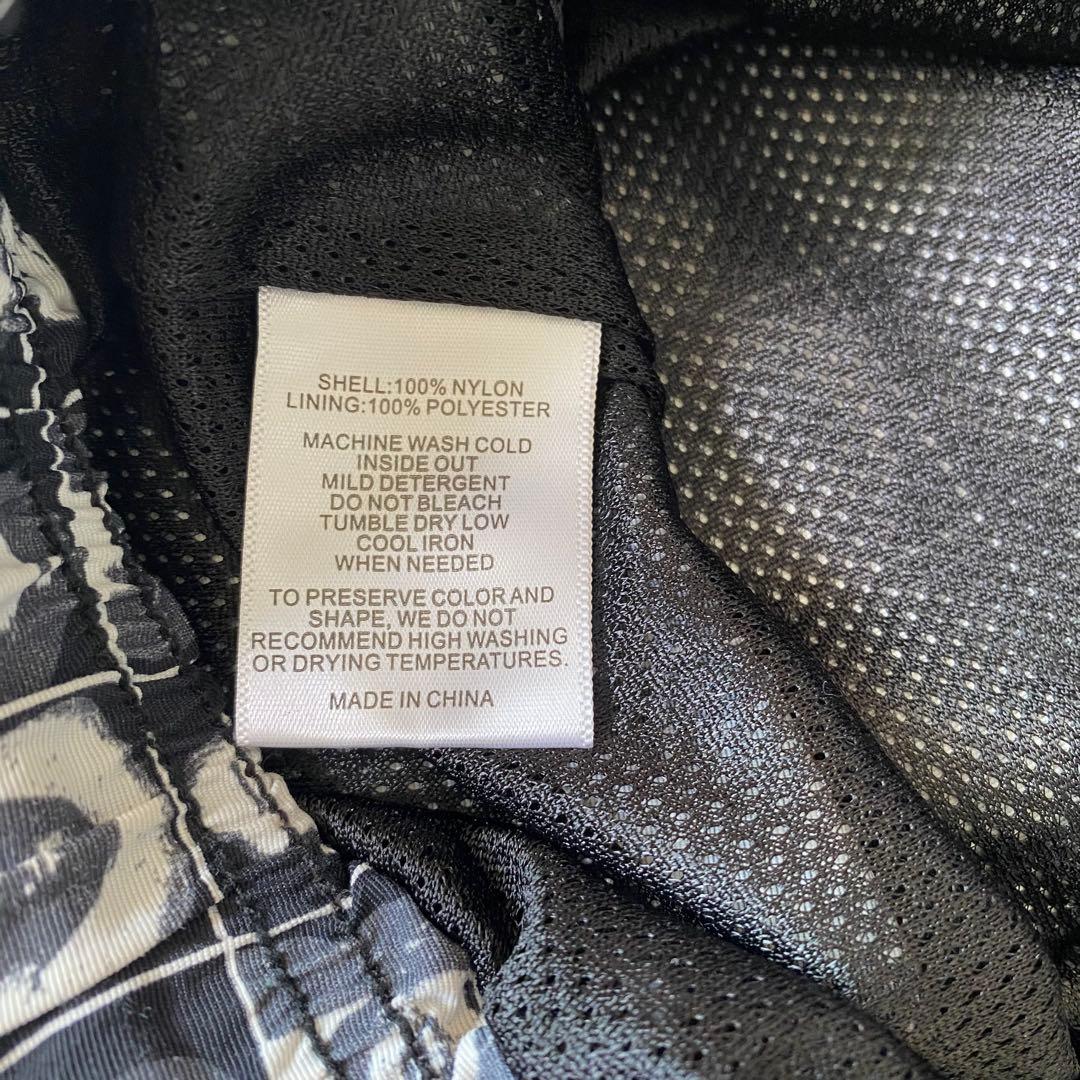 SHELL:100% NYLON
LINING:100% POLYESTER
MACHINE WASH COLD
INSIDE OUT
MILD DETERGENT
DO NOT BLEACH
TUMBLE DRY LOW
COOL IRON
WHEN NEEDED
TO PRESERVE COLOR AND
SHAPE, WE DO NOT
RECOMMEND HIGH WASHING
OR DRYING TEMPERATURES.
MADE IN CHINA